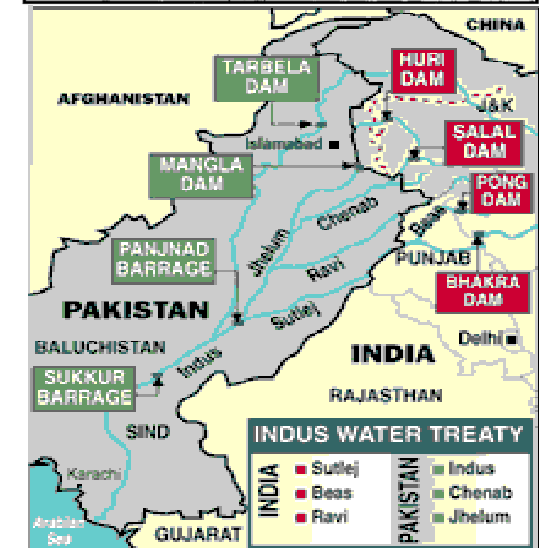 CHINA
TARBELA
DAM
HURI
DAM
AFGHANISTAN
J&K
Islamabad
SALAL
DAM
MANGLA
DAM
PONG
DAM
Chenab
Beas
Jhelum
PANJNAD
BARRAGE
PUNJAB
Ravi
BHAKRA
DAM
PAKISTAN
Sutlej
Delhi
BALUCHISTAN
INDIA
Indus
SUKKUR
BARRAGE
RAJASTHAN
SIND
INDUS WATER TREATY
INDIA
Sutlej
Beas
Ravi
PAKISTAN
Indus
Chenab
Jhelum
Karachi
Arabian
Sea
GUJARAT